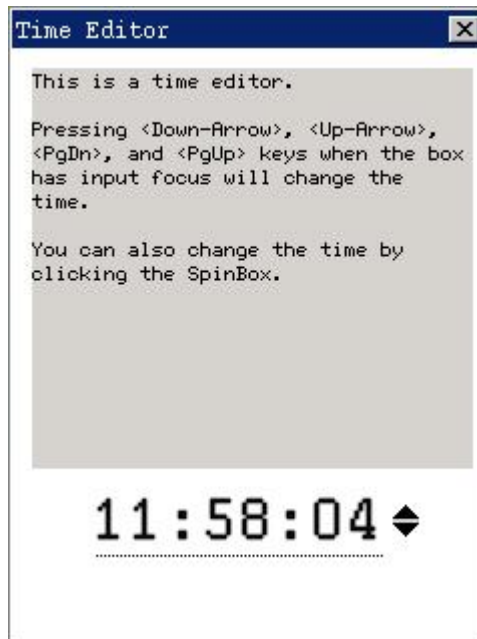 Time Editor
This is a time editor.
Pressing <Down-Arrow>, <Up-Arrow>,
<PgDn>, and <PgUp> keys when the box
has input focus will change the
time.
You can also change the time by
clicking the SpinBox.
11:58:04